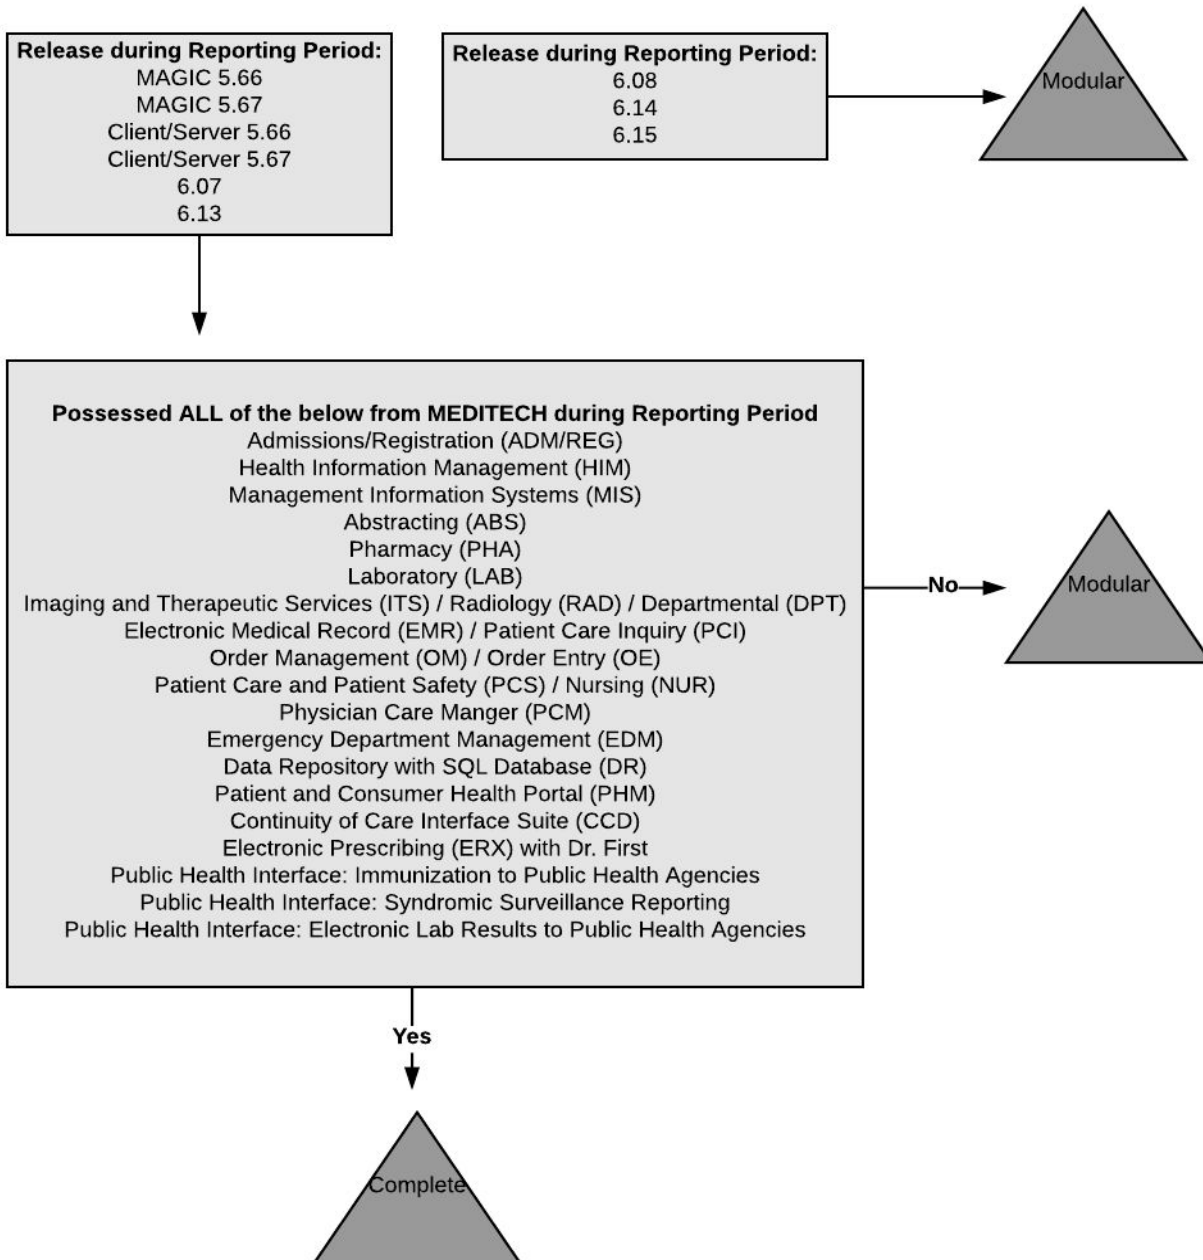 Release during Reporting Period:
MAGIC 5.66
MAGIC 5.67
Client/Server 5.66
Client/Server 5.67
6.07
6.13
Release during Reporting Period:
6.08
6.14
6.15
Modular
Possessed ALL of the below from MEDITECH during Reporting Period
Admissions/Registration (ADM/REG)
Health Information Management (HIM)
Management Information Systems (MIS)
Abstracting (ABS)
Pharmacy (PHA)
Laboratory (LAB)
Imaging and Therapeutic Services (ITS) / Radiology (RAD) / Departmental (DPT)
Electronic Medical Record (EMR) / Patient Care Inquiry (PCI)
Order Management (OM) / Order Entry (OE)
Patient Care and Patient Safety (PCS) / Nursing (NUR)
Physician Care Manger (PCM)
Emergency Department Management (EDM)
Data Repository with SQL Database (DR)
Patient and Consumer Health Portal (PHM)
Continuity of Care Interface Suite (CCD)
Electronic Prescribing (ERX) with Dr. First
Public Health Interface: Immunization to Public Health Agencies
Public Health Interface: Syndromic Surveillance Reporting
Public Health Interface: Electronic Lab Results to Public Health Agencies
No
Modular
Yes
Complete